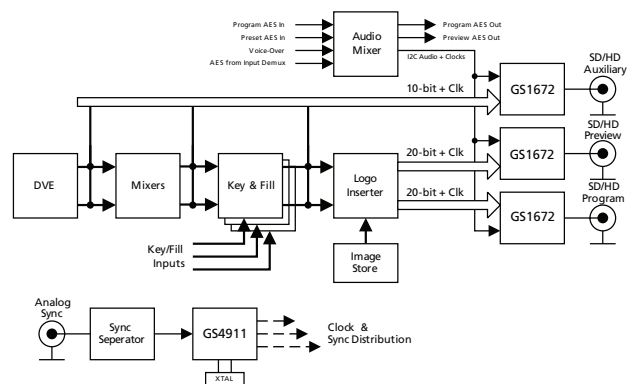 Program AES In
Preset AES In
Voice-Over
AES from Input Demux
Audio
Mixer
Program AES Out
Preview AES Out
I2C Audio + Clocks
10-bit + Clk
GS1672
SD/HD
Auxiliary
20-bit + Clk
GS1672
SD/HD
Preview
20-bit + Clk
GS1672
SD/HD
Program
DVE
Mixers
Key & Fill
Logo
Inserter
Key/Fill
Inputs
Image
Store
Analog
Sync
Sync
Seperator
GS4911
Clock &
Sync Distribution
XTAL